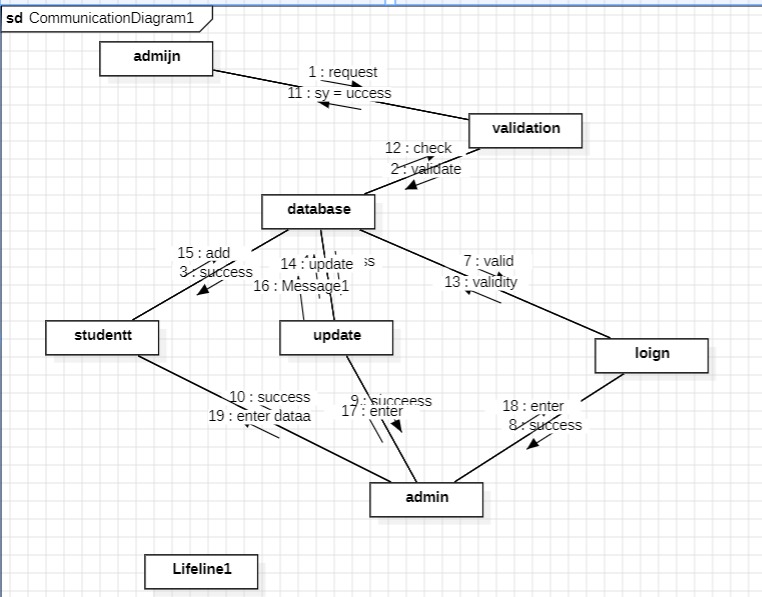 sd CommunicationDiagram1
admijn
1 : request
11 : sy = uccess
validation
12 : check
2 : validate
database
15 : add
3 : success
14 : update ss
16 : Message1
7 : valid
13 : validity
studentt
update
loign
10 : success
19 : enter dataa
9 : succeess
17 : enter
18 : enter
8 : success
admin
Lifeline1